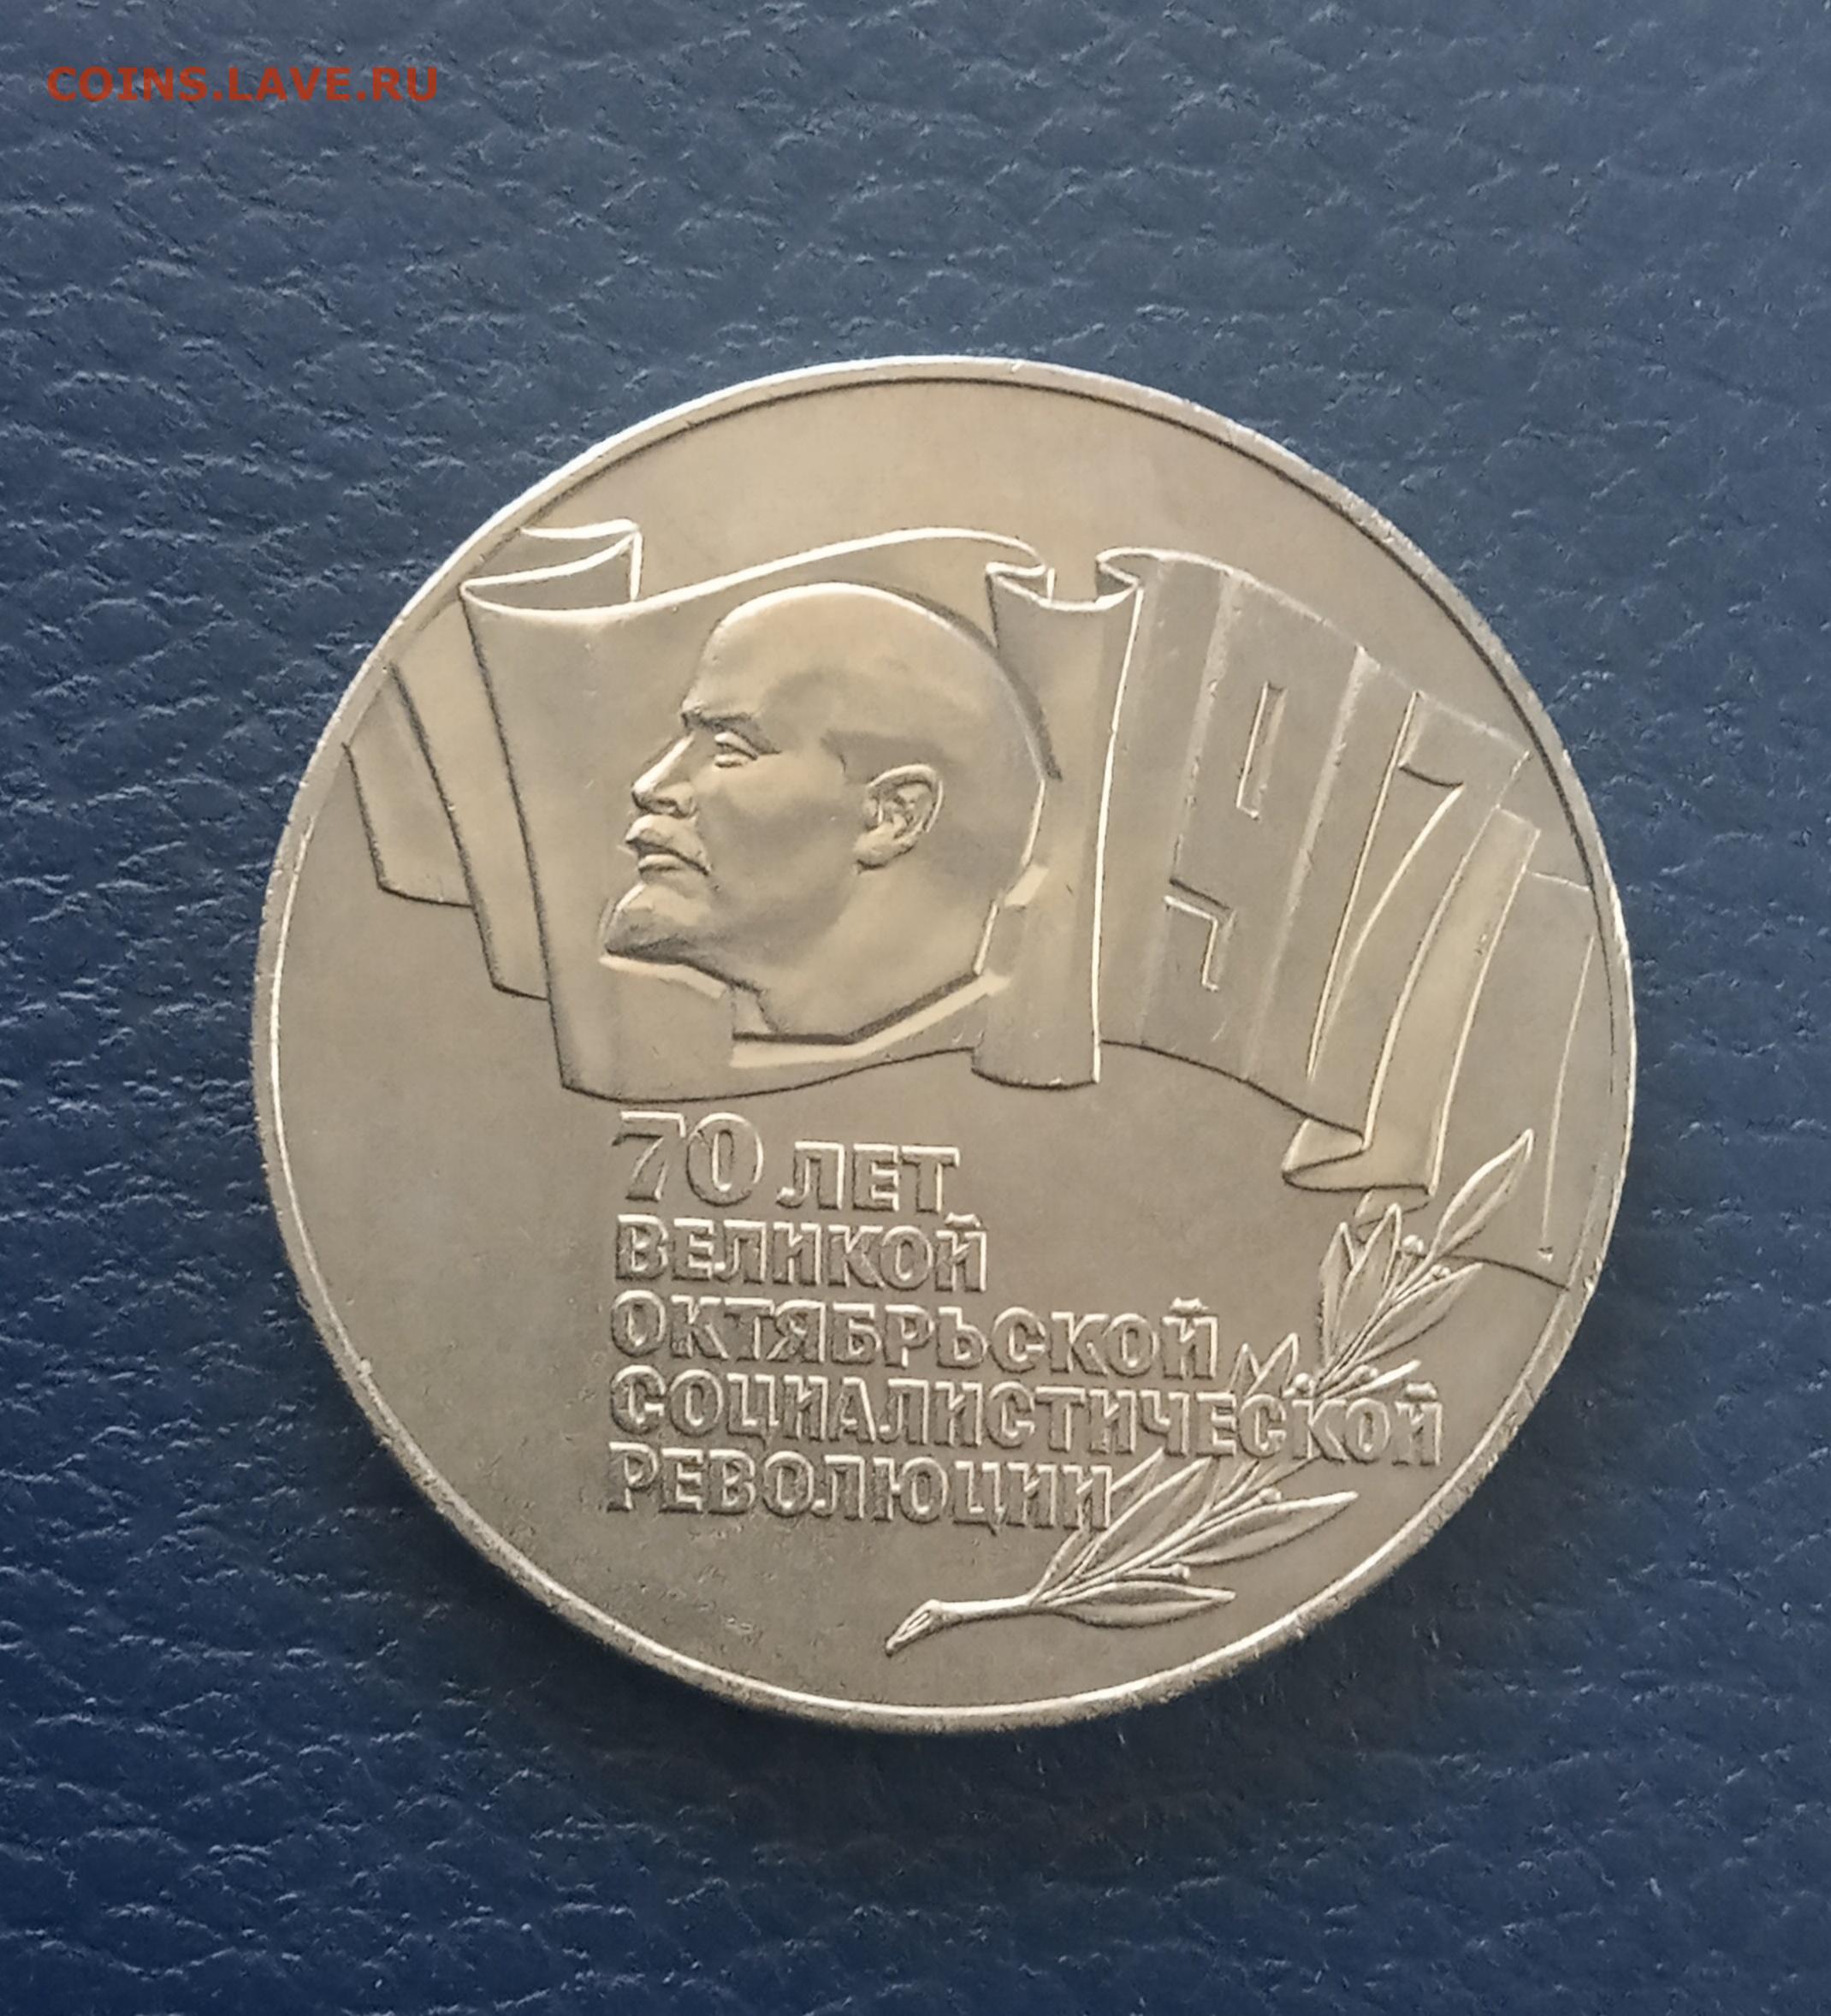 COINS.LAVE.RU
1917
70 ЛЕТ
ВЕЛИКОЙ
ОКТЯБРЬСКОЙ
СОЦИАЛИСТИЧЕСКОЙ
РЕВОЛЮЦИИ